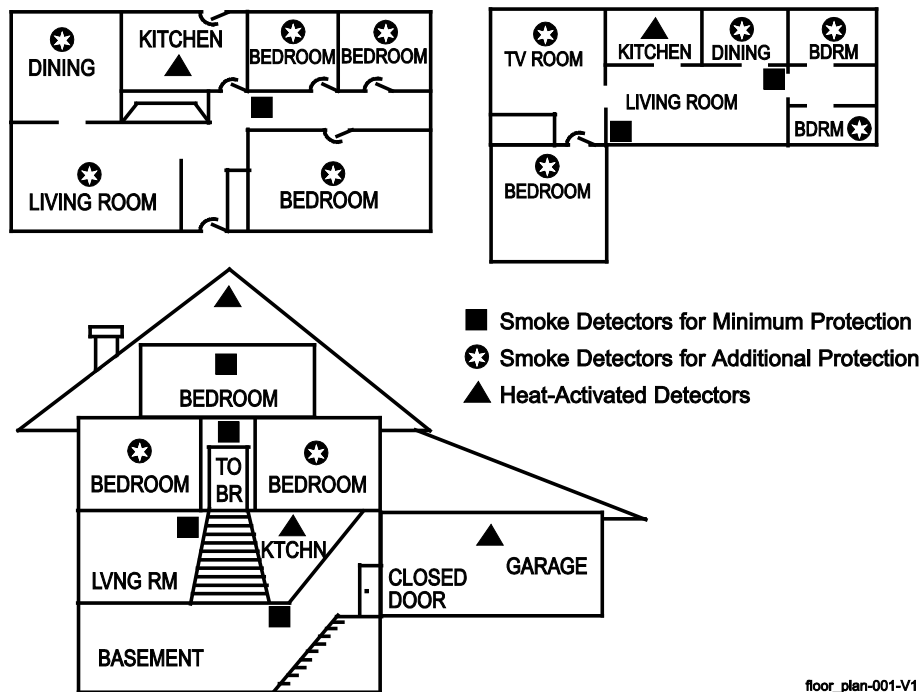 DINING
KITCHEN
BEDROOM
BEDROOM
LIVING ROOM
BEDROOM
TV ROOM
KITCHEN
DINING
BDRM
LIVING ROOM
BDRM
BEDROOM
Smoke Detectors for Minimum Protection
Smoke Detectors for Additional Protection
Heat-Activated Detectors
BEDROOM
BEDROOM
TO
BR
BEDROOM
LVNG RM
KTCHN
CLOSED
DOOR
GARAGE
BASEMENT
floor_plan-001-V1